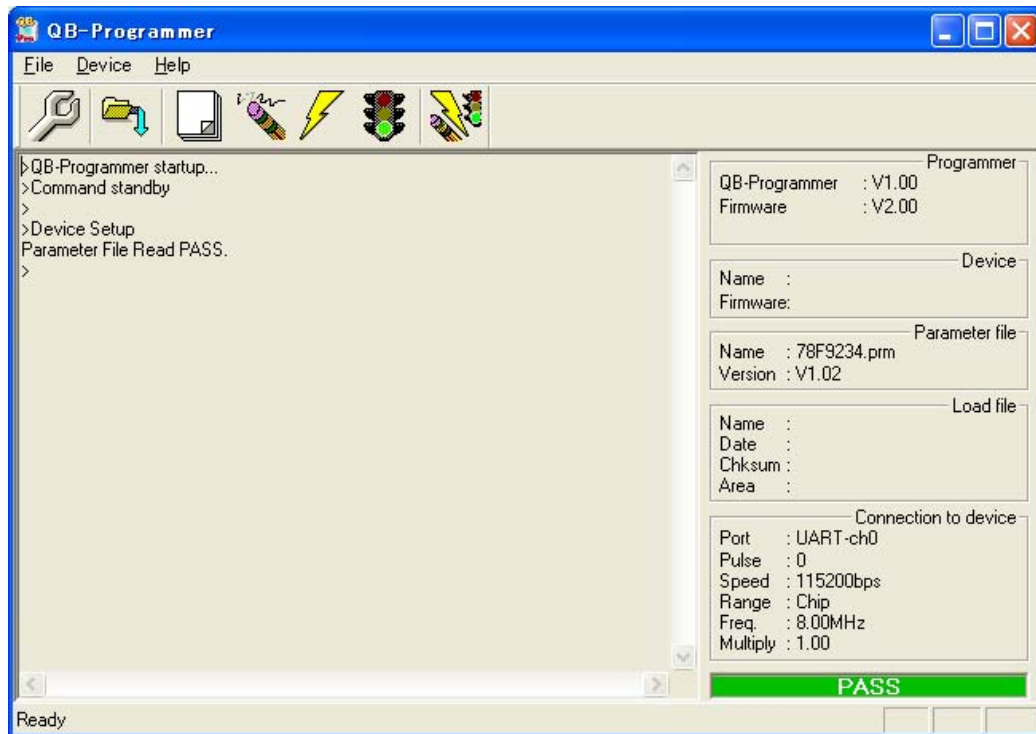 QB-Programmer
File Device Help
>QB-Programmer startup...
>Command standby
>
>Device Setup
Parameter File Read PASS.
>
Programmer
QB-Programmer : V1.00
Firmware : V2.00
Device
Name :
Firmware:
Parameter file
Name : 78F9234.prm
Version : V1.02
Load file
Name :
Date :
Chksum :
Area :
Connection to device
Port : UART-ch0
Pulse : 0
Speed : 115200bps
Range : Chip
Freq. : 8.00MHz
Multiply : 1.00
PASS
Ready